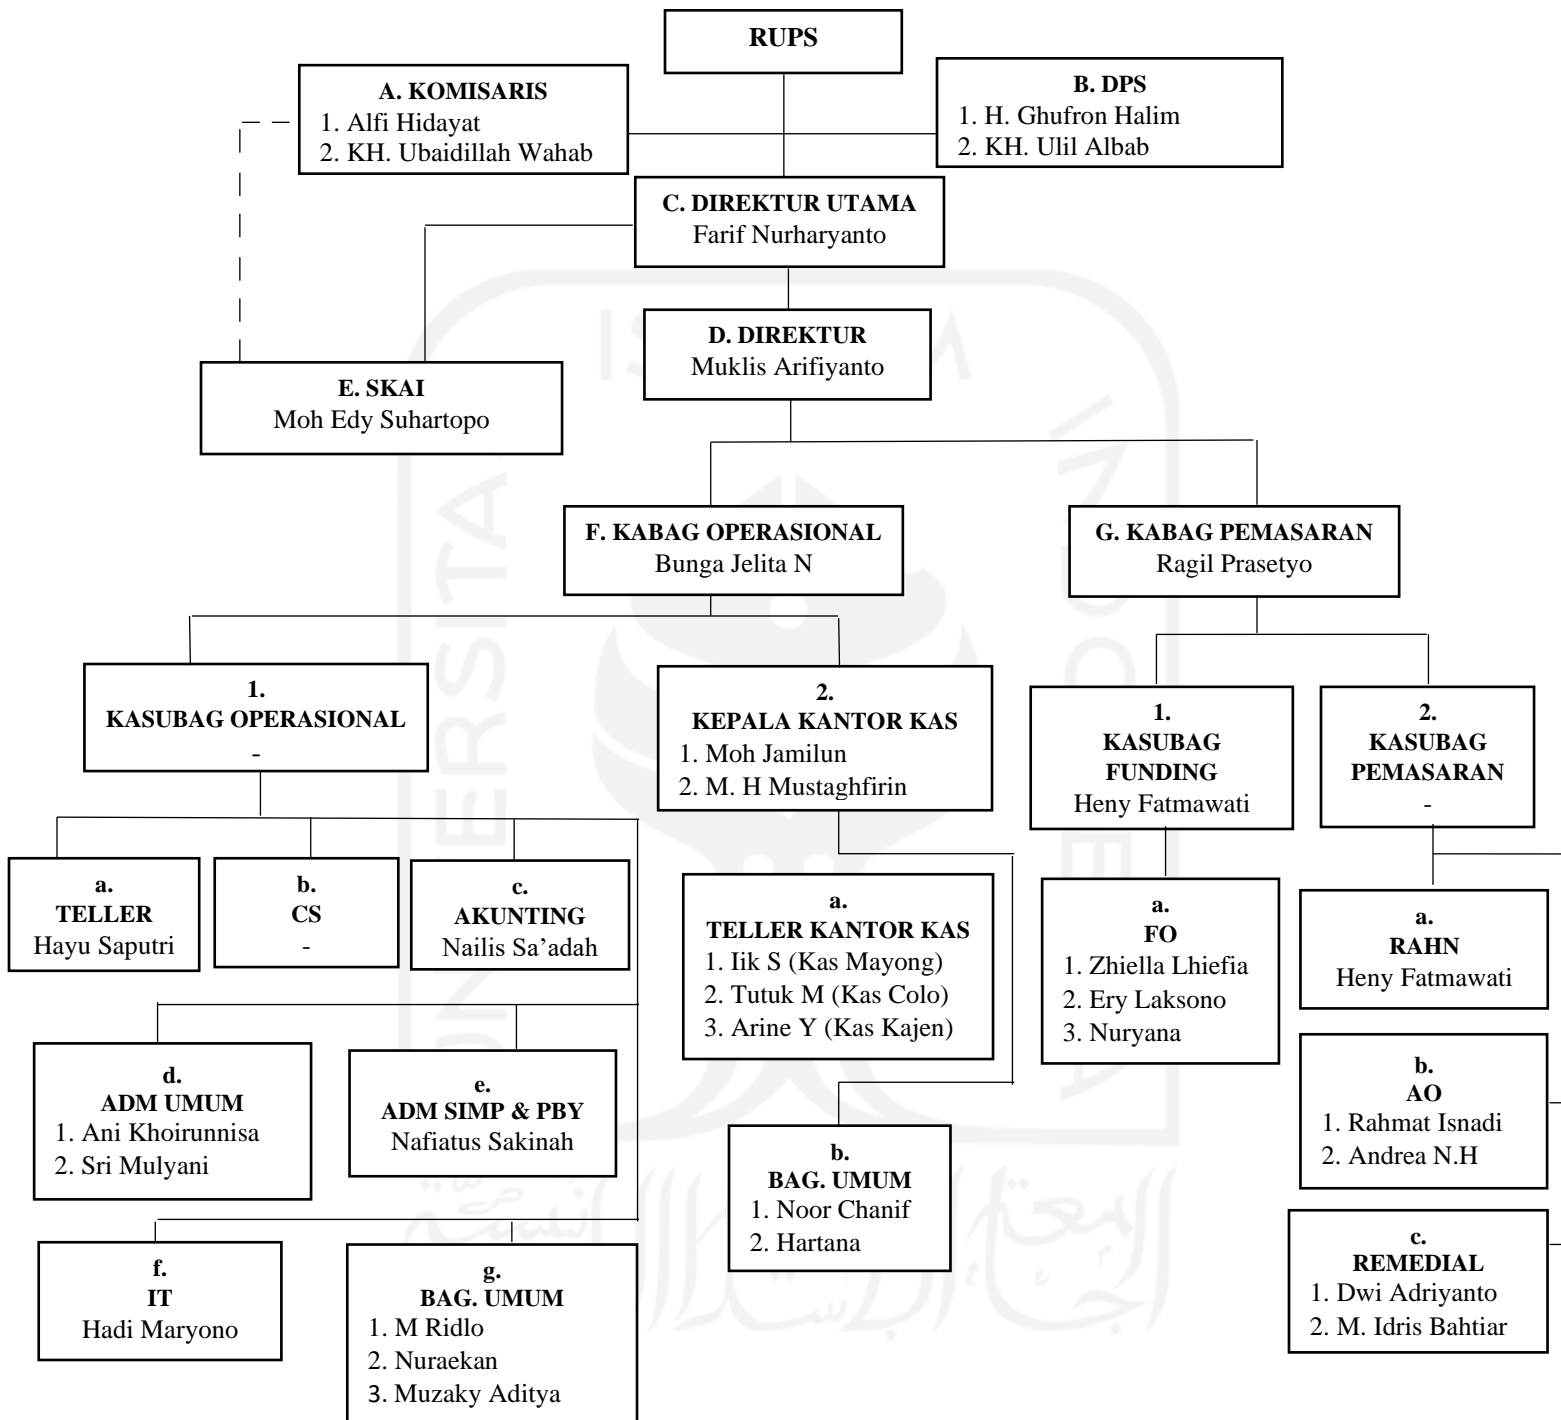 RUPS
A. KOMISARIS
1. Alfi Hidayat
2. KH. Ubaidillah Wahab
B. DPS
1. H. Ghufron Halim
2. KH. Ulil Albab
C. DIREKTUR UTAMA
Farif Nurharyanto
D. DIREKTUR
Muklis Arifiyanto
E. SKAI
Moh Edy Suhartopo
F. KABAG OPERASIONAL
Bunga Jelita N
G. KABAG PEMASARAN
Ragil Prasetyo
1.
KASUBAG OPERASIONAL
-
2.
KEPALA KANTOR KAS
1. Moh Jamilun
2. M. H Mustaghfirin
1.
KASUBAG
FUNDING
Heny Fatmawati
2.
KASUBAG
PEMASARAN
-
a.
TELLER
Hayu Saputri
b.
CS
-
c.
AKUNTING
Nailis Sa’adah
a.
TELLER KANTOR KAS
1. Iik S (Kas Mayong)
2. Tutuk M (Kas Colo)
3. Arine Y (Kas Kajen)
a.
FO
1. Zhiella Lhiefia
2. Ery Laksono
3. Nuryana
a.
RAHN
Heny Fatmawati
d.
ADM UMUM
1. Ani Khoirunnisa
2. Sri Mulyani
e.
ADM SIMP & PBY
Nafiatus Sakinah
b.
BAG. UMUM
1. Noor Chanif
2. Hartana
b.
AO
1. Rahmat Isnadi
2. Andrea N.H
f.
IT
Hadi Maryono
g.
BAG. UMUM
1. M Ridlo
2. Nuraekan
3. Muzaky Aditya
c.
REMEDIAL
1. Dwi Adriyanto
2. M. Idris Bahtiar